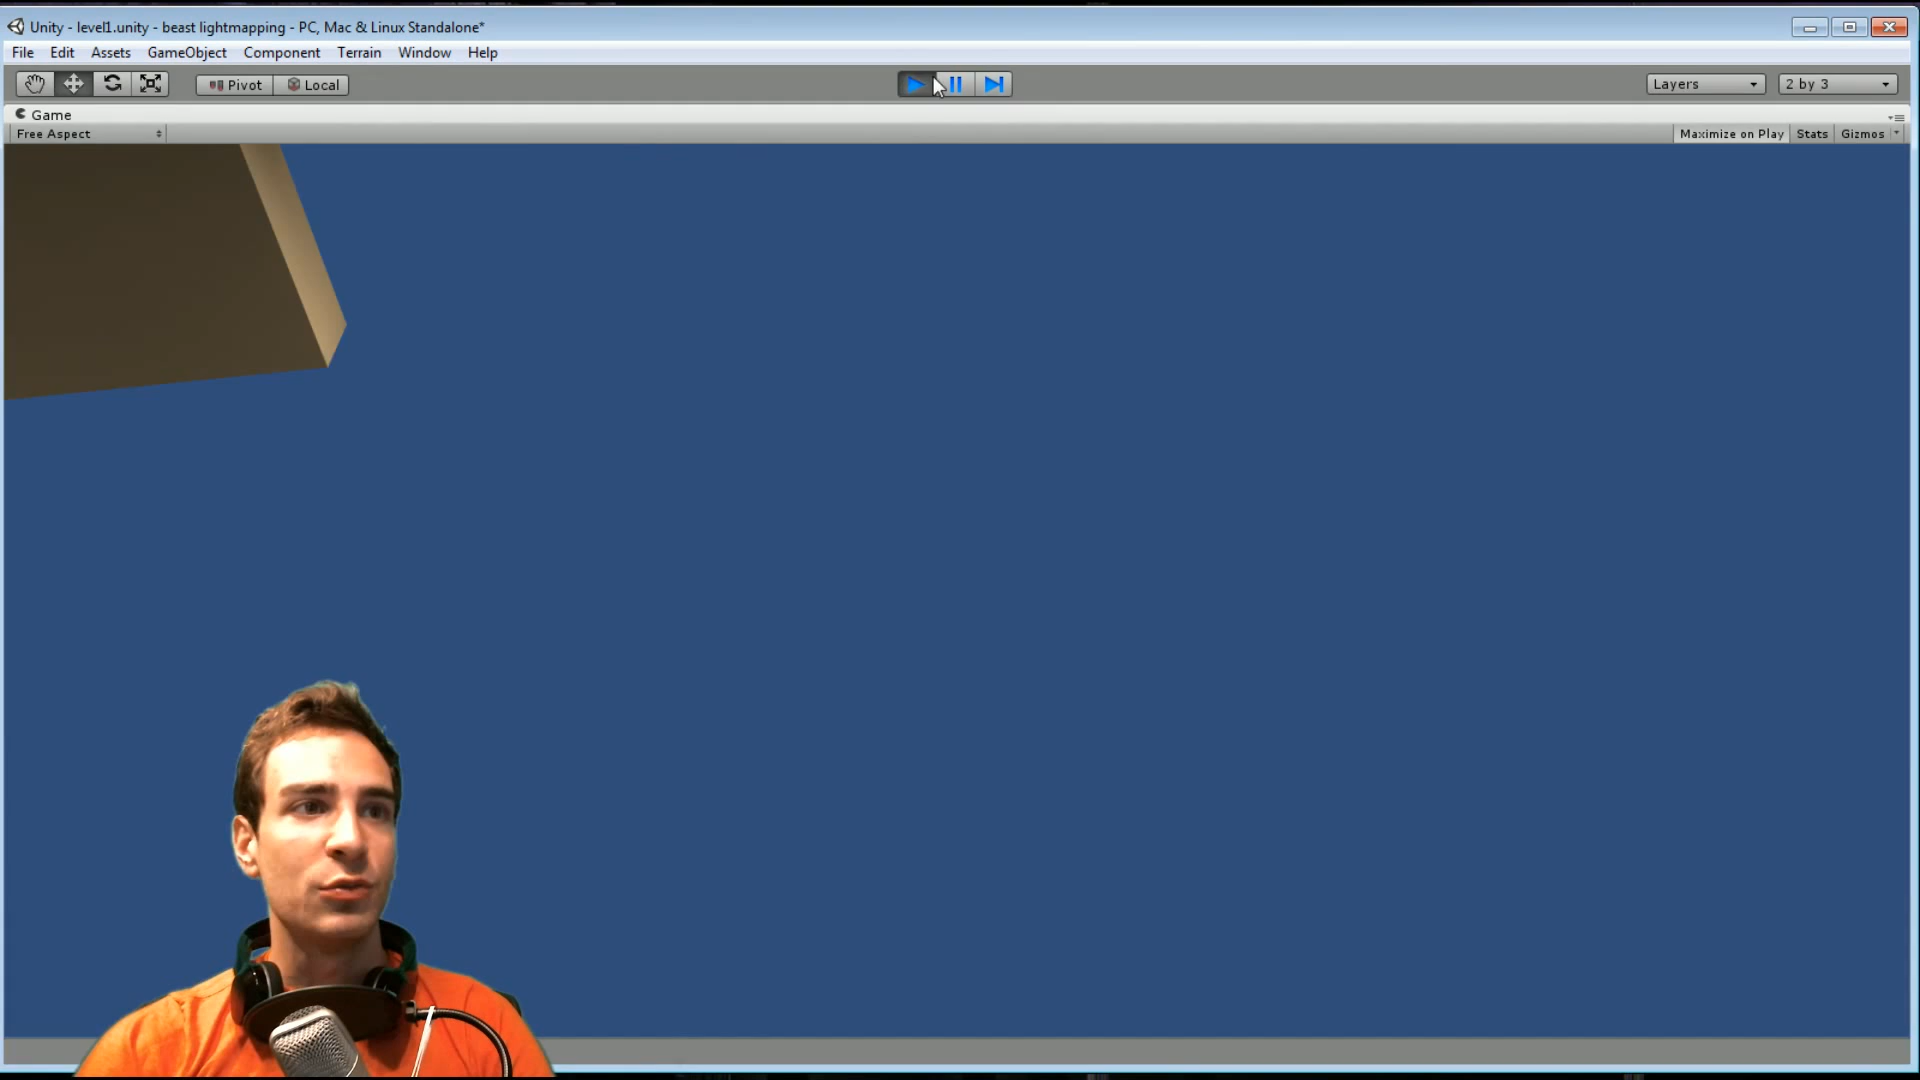 Unity - level1.unity - beast lightmapping - PC, Mac & Linux Standalone*
File Edit Assets GameObject Component Terrain Window Help
Pivot Local Layers 2 by 3
Game
Free Aspect Maximize on Play Stats Gizmos